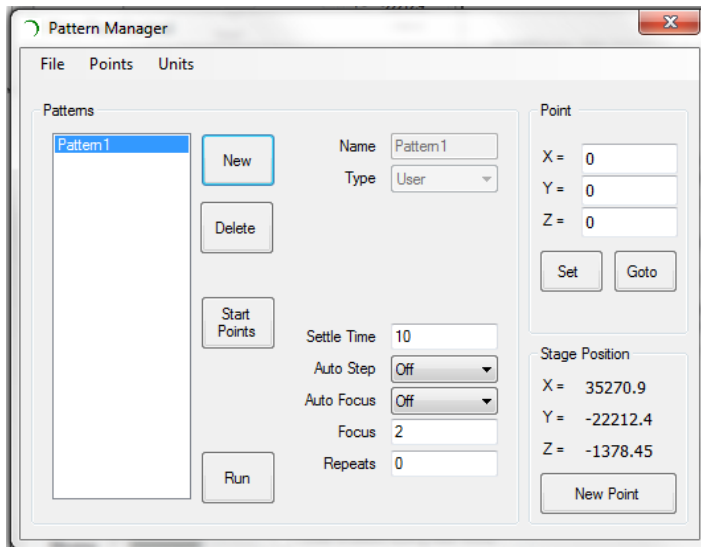 Pattern Manager
File Points Units
Patterns
Pattern1
New
Delete
Start
Points
Run
Name Pattern1
Type User
Settle Time 10
Auto Step Off
Auto Focus Off
Focus 2
Repeats 0
Point
X = 0
Y = 0
Z = 0
Set Goto
Stage Position
X = 35270.9
Y = -22212.4
Z = -1378.45
New Point